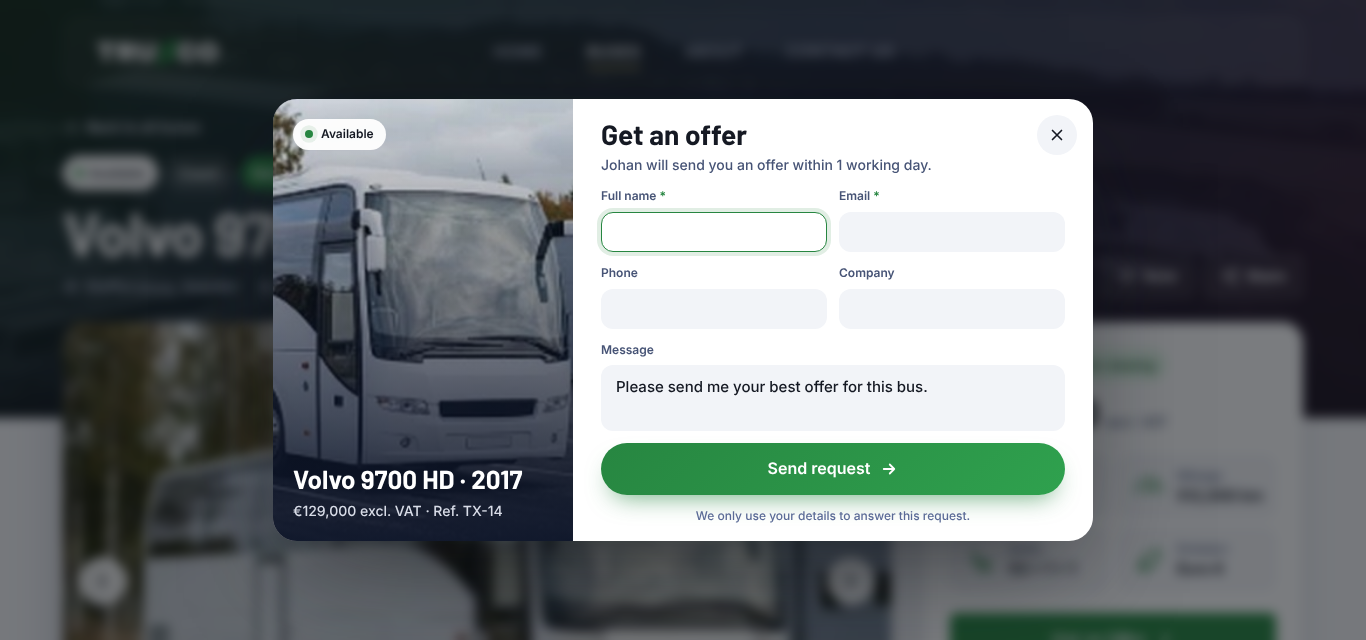 Available
Volvo 9700 HD · 2017
€129,000 excl. VAT · Ref. TX-14
Get an offer
Johan will send you an offer within 1 working day.
Full name *
Email *
Phone
Company
Message
Please send me your best offer for this bus.
Send request →
We only use your details to answer this request.
Volvo 97